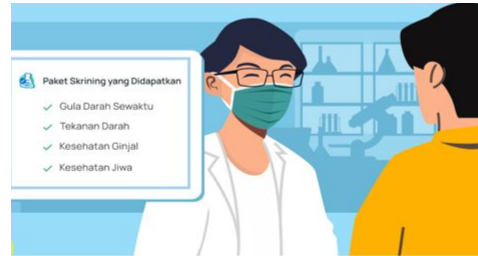 Paket Skrining yang Didapatkan
Gula Darah Sewaktu
Tekanan Darah
Kesehatan Ginjal
Kesehatan Jiwa